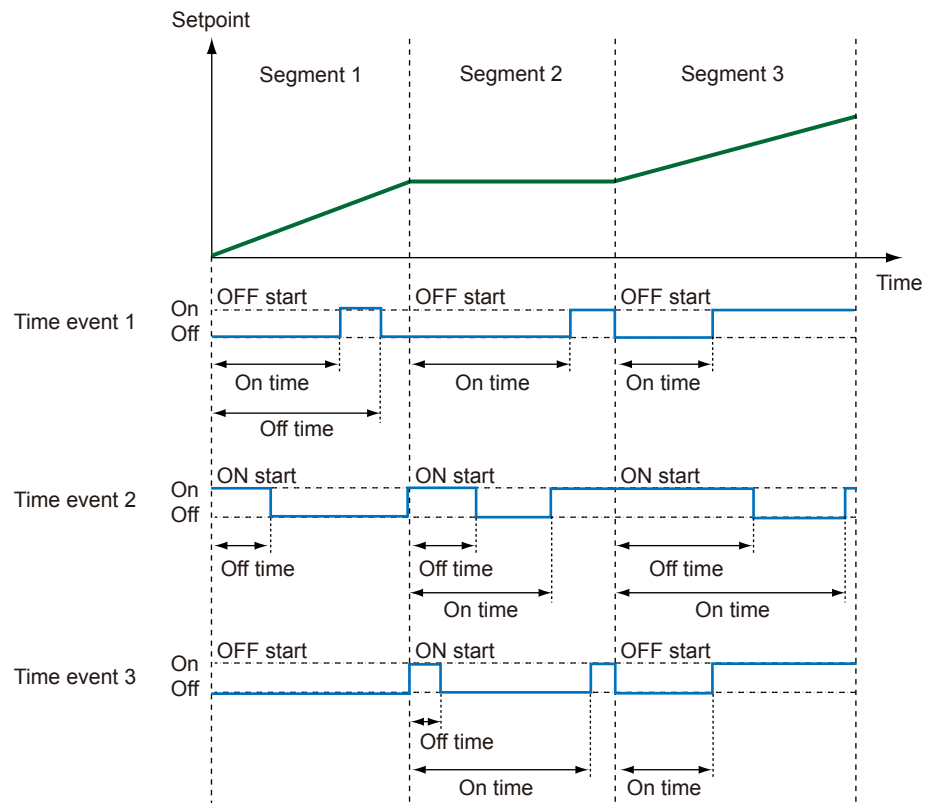 Setpoint
Segment 1
Segment 2
Segment 3
Time
Time event 1
On
Off
OFF start
OFF start
OFF start
On time
On time
On time
Off time
Time event 2
On
Off
ON start
ON start
ON start
Off time
Off time
Off time
On time
On time
Time event 3
On
Off
OFF start
ON start
OFF start
Off time
On time
On time